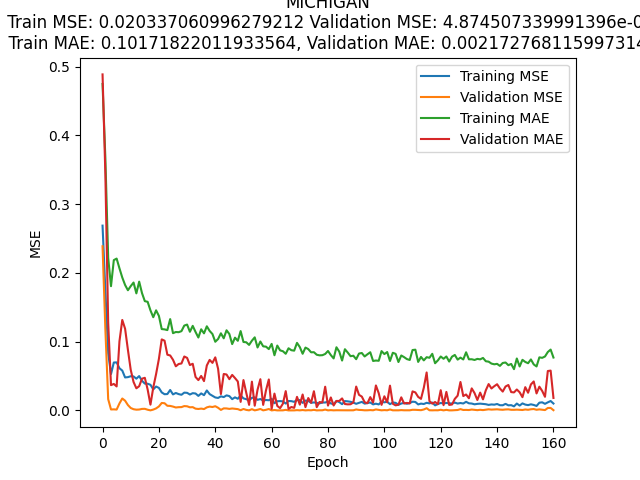 MICHIGAN
Train MSE: 0.020337060996279212 Validation MSE: 4.874507339991396e-0
Train MAE: 0.10171822011933564, Validation MAE: 0.002172768115997314
0.5
0.4
0.3
0.2
0.1
0.0
MSE
Training MSE
Validation MSE
Training MAE
Validation MAE
0 20 40 60 80 100 120 140 160
Epoch